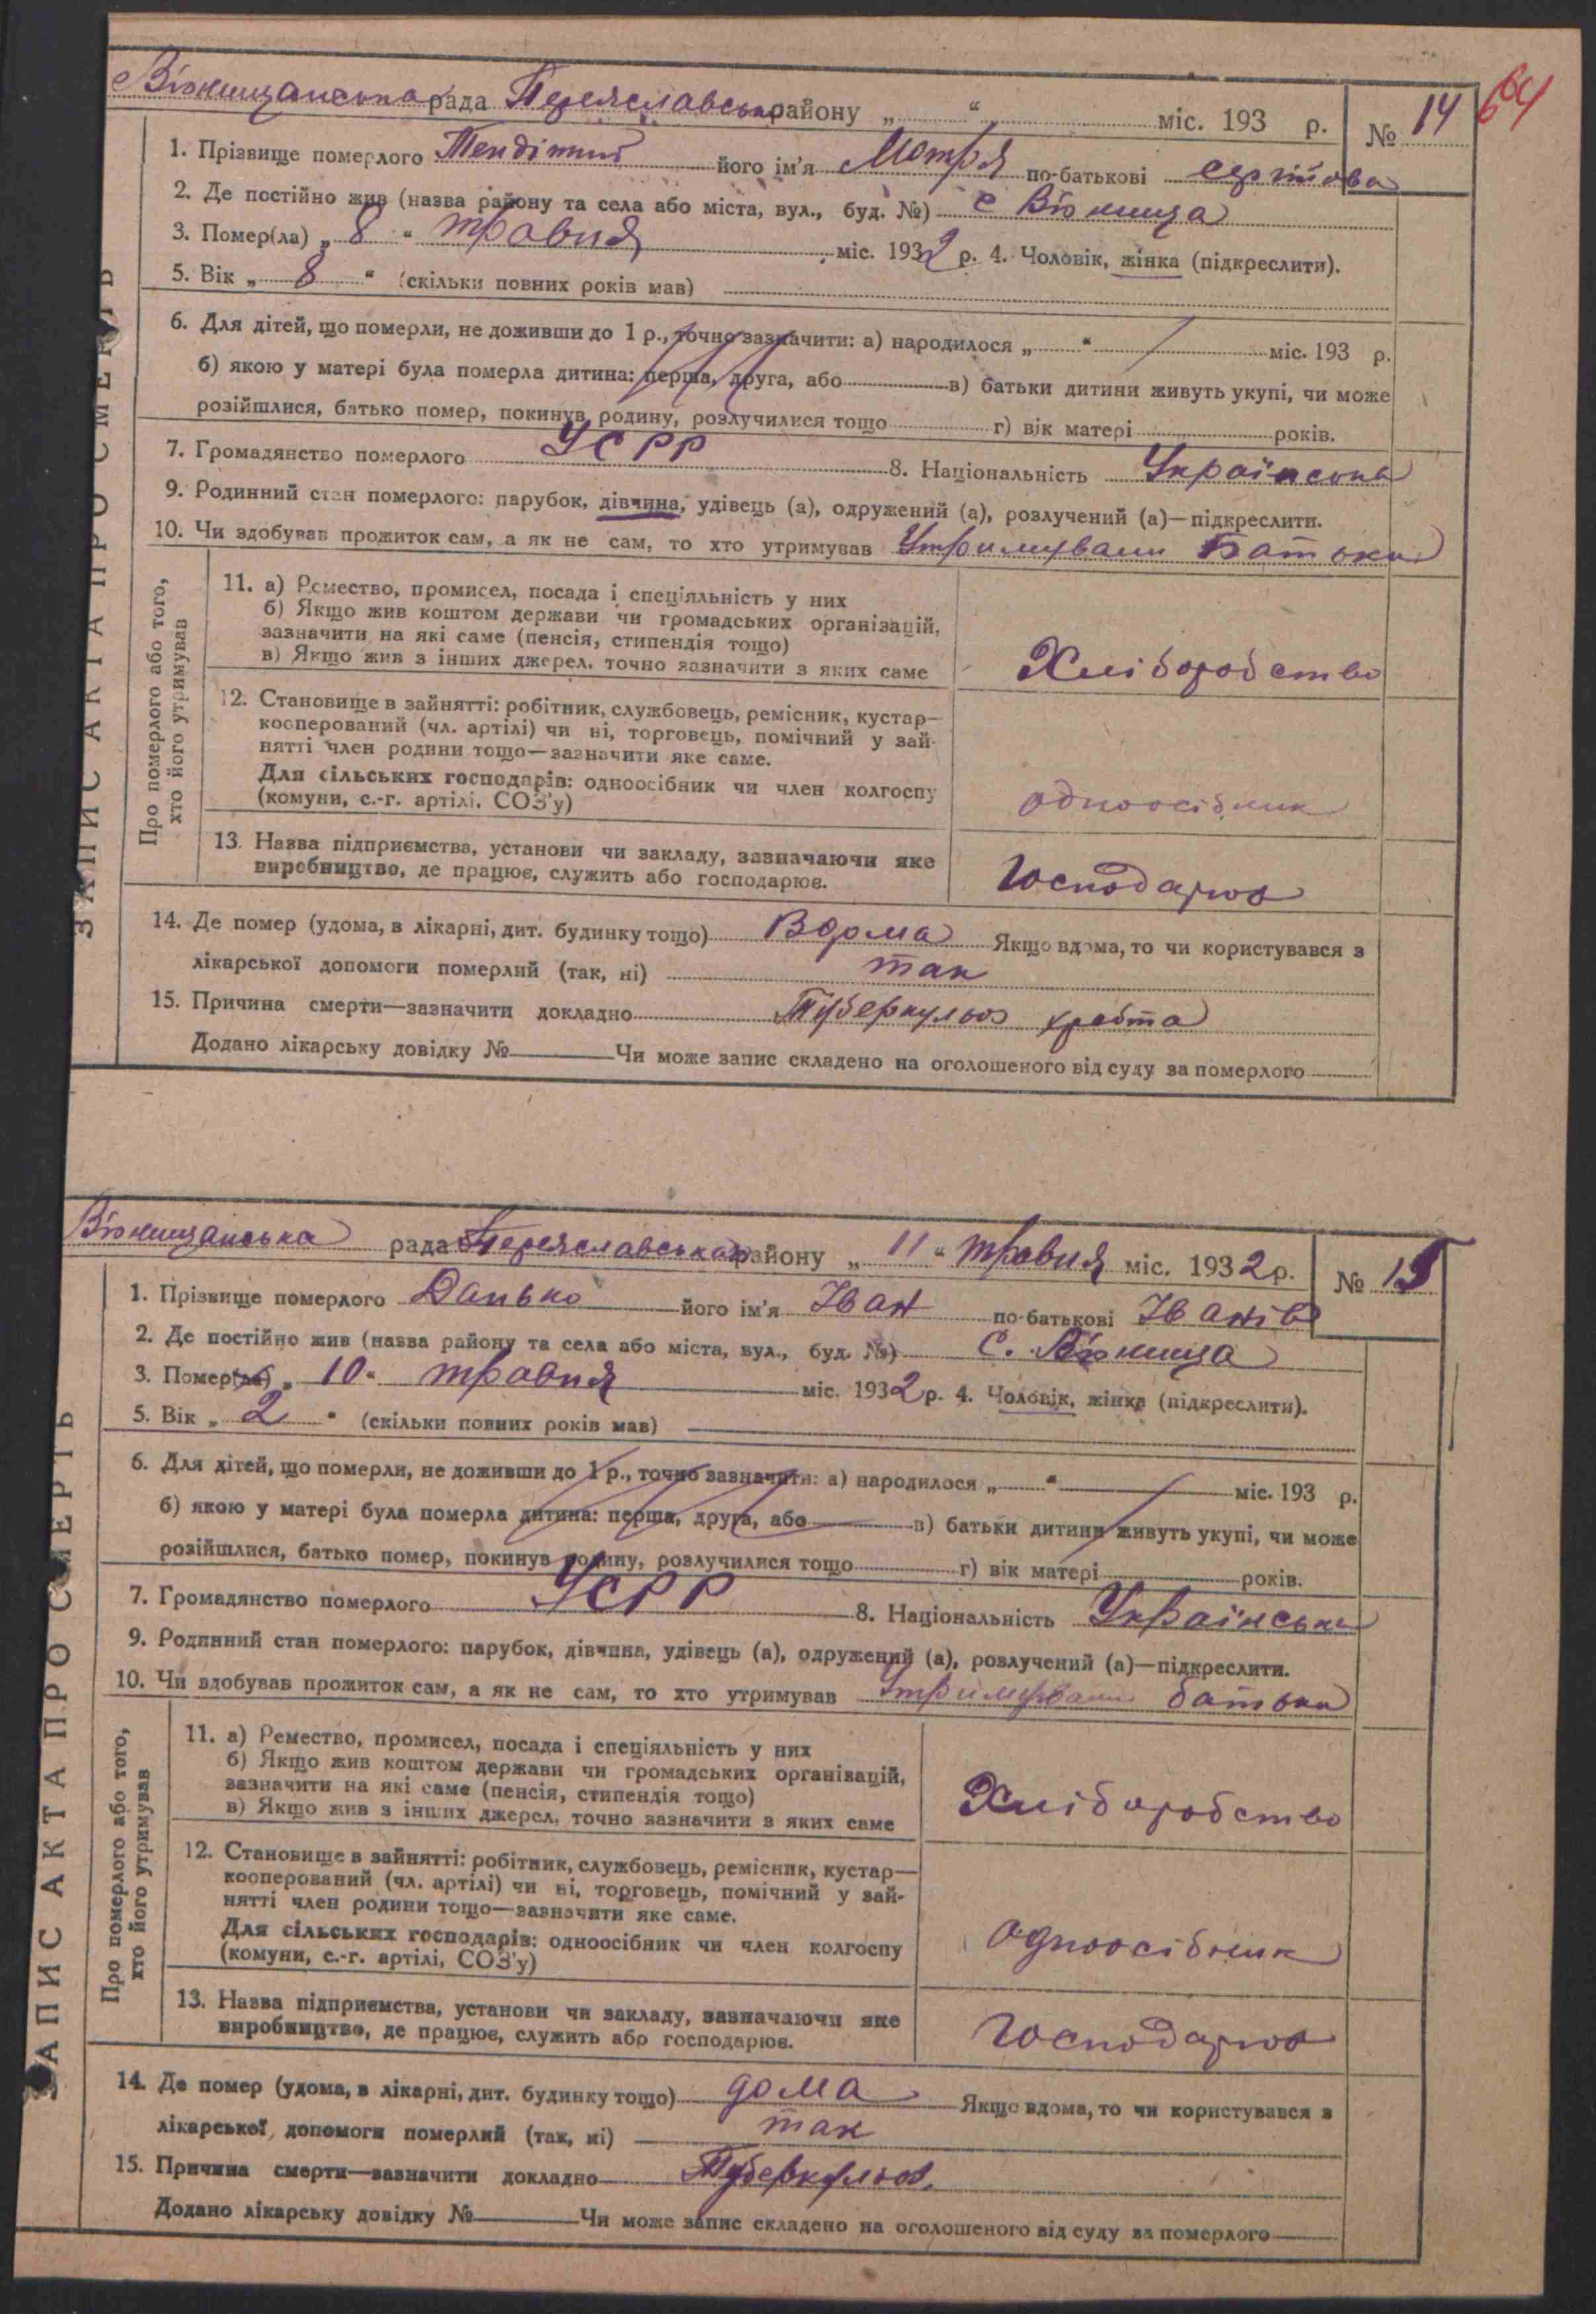 Вюнищанська рада Переяславсько району „ “ міс. 193 р. № 14 64
1. Прізвище померлого Тендітний його ім'я Мотря по-батькові Сергійовна
2. Де постійно жив (назва району та села або міста, вул., буд. №) с Вюнища
3. Помер(ла) „ 8 “ травня міс. 1932 р. 4. Чоловік, жінка (підкреслити).
5. Вік „ 8 “ (скільки повних років мав)
6. Для дітей, що померли, не доживши до 1 р., точно зазначити: а) народилося „ “ міс. 193 р.
б) якою у матері була померла дитина: перша, друга, або в) батьки дитини живуть укупі, чи може
розійшлися, батько помер, покинув родину, розлучилися тощо г) вік матері років.
7. Громадянство померлого УСРР 8. Національність Українська
9. Родинний стан померлого: парубок, дівчина, удівець (а), одружений (а), розлучений (а)—підкреслити.
10. Чи здобував прожиток сам, а як не сам, то хто утримував Утримували Батьки
ЗАПИС АКТА ПРО СМЕРТЬ
Про померлого або того,
хто його утримував
11. а) Ремество, промисел, посада і спеціяльність у них
б) Якщо жив коштом держави чи громадських організацій,
зазначити на які саме (пенсія, стипендія тощо)
в) Якщо жив з інших джерел, точно зазначити з яких саме
Хліборобство
12. Становище в зайнятті: робітник, службовець, ремісник, кустар—
кооперований (чл. артілі) чи ні, торговець, помічний у зай-
нятті член родини тощо—зазначити яке саме.
Для сільських господарів: одноосібник чи член колгоспу
(комуни, с.-г. артілі, СОЗ'у)
одноосібник
13. Назва підприємства, установи чи закладу, зазначаючи яке
виробництво, де працює, служить або господарює.
Господарює
14. Де помер (удома, в лікарні, дит. будинку тощо) Вдома Якщо вдома, то чи користувався з
лікарської допомоги померлий (так, ні) так
15. Причина смерти—зазначити докладно Туберкульоз хребта
Додано лікарську довідку № Чи може запис складено на оголошеного від суду за померлого
Вюнищанська рада Переяславська району „ 11 “ травня міс. 1932 р. № 15
1. Прізвище померлого Данько його ім'я Іван по-батькові Іванів
2. Де постійно жив (назва району та села або міста, вул., буд. №) С. Вюнища
3. Помер(ла) „ 10 “ травня міс. 1932 р. 4. Чоловік, жінка (підкреслити).
5. Вік „ 2 “ (скільки повних років мав)
6. Для дітей, що померли, не доживши до 1 р., точно зазначити: а) народилося „ “ міс. 193 р.
б) якою у матері була померла дитина: перша, друга, або в) батьки дитини живуть укупі, чи може
розійшлися, батько помер, покинув родину, розлучилися тощо г) вік матері років.
7. Громадянство померлого УСРР 8. Національність Українська
9. Родинний стан померлого: парубок, дівчина, удівець (а), одружений (а), розлучений (а)—підкреслити.
10. Чи здобував прожиток сам, а як не сам, то хто утримував Утримували батьки
ЗАПИС АКТА ПРО СМЕРТЬ
Про померлого або того,
хто його утримував
11. а) Ремество, промисел, посада і спеціяльність у них
б) Якщо жив коштом держави чи громадських організацій,
зазначити на які саме (пенсія, стипендія тощо)
в) Якщо жив з інших джерел, точно зазначити з яких саме
Хліборобство
12. Становище в зайнятті: робітник, службовець, ремісник, кустар—
кооперований (чл. артілі) чи ні, торговець, помічний у зай-
нятті член родини тощо—зазначити яке саме.
Для сільських господарів: одноосібник чи член колгоспу
(комуни, с.-г. артілі, СОЗ'у)
Одноосібник
13. Назва підприємства, установи чи закладу, зазначаючи яке
виробництво, де працює, служить або господарює.
Господарює
14. Де помер (удома, в лікарні, дит. будинку тощо) дома Якщо вдома, то чи користувався з
лікарської допомоги померлий (так, ні) так
15. Причина смерти—зазначити докладно Туберкульоз.
Додано лікарську довідку № Чи може запис складено на оголошеного від суду за померлого